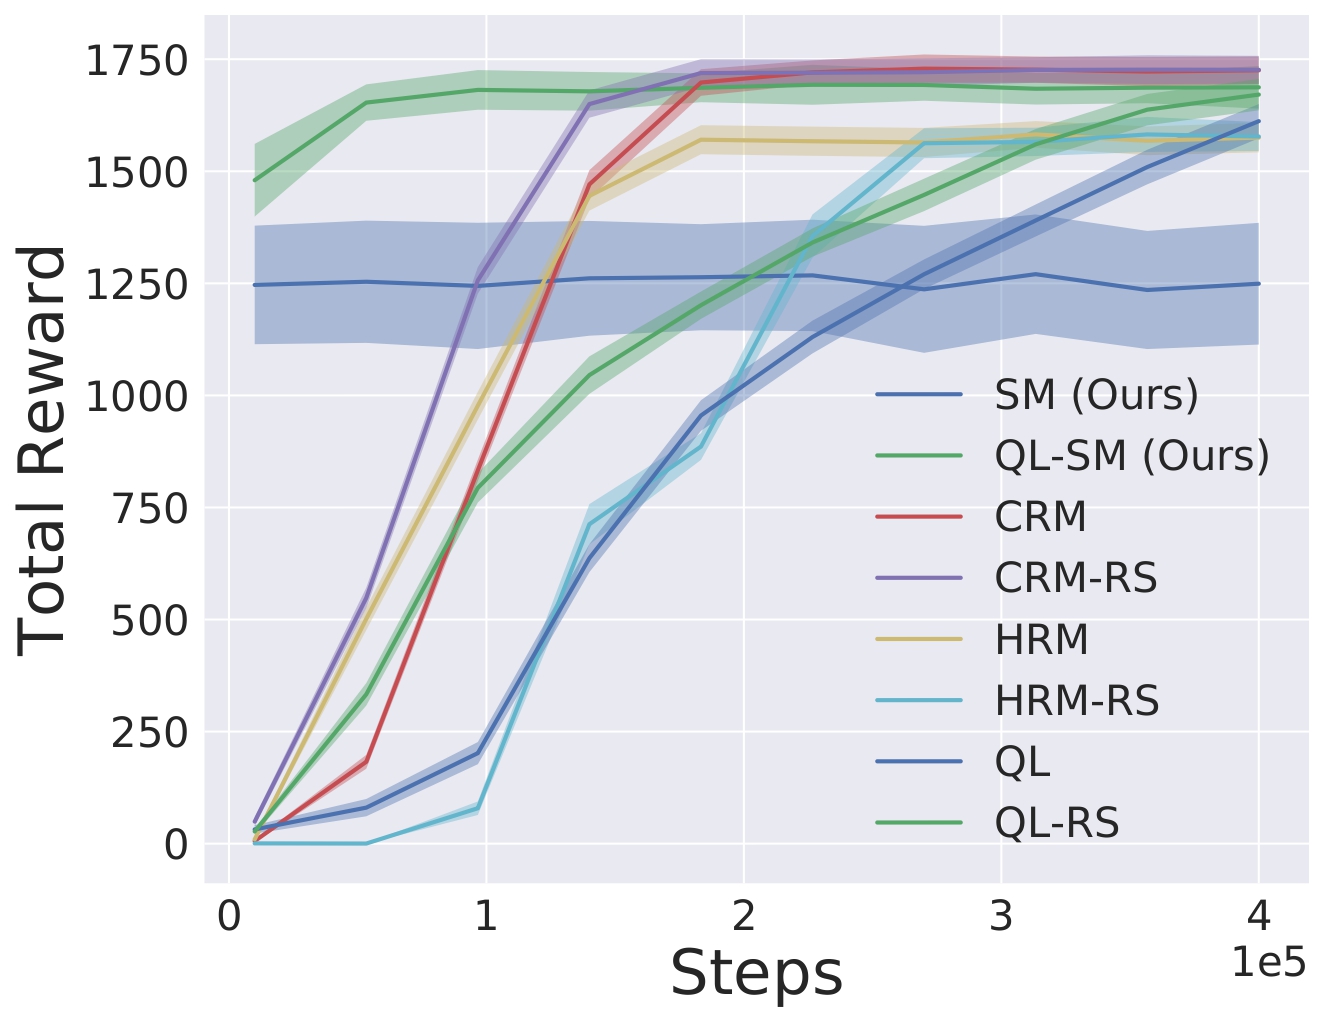 Total Reward
1750
1500
1250
1000
750
500
250
0
SM (Ours)
QL-SM (Ours)
CRM
CRM-RS
HRM
HRM-RS
QL
QL-RS
0 1 2 3 4
1e5
Steps